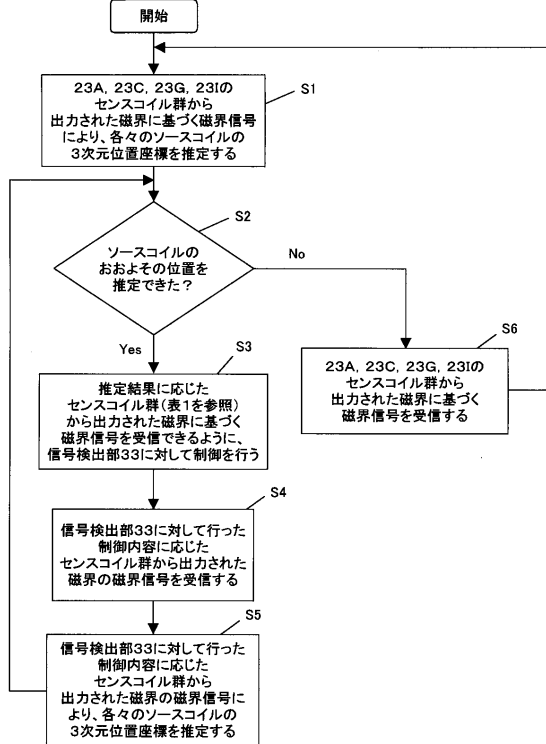 開始
23A, 23C, 23G, 23Iの
センスコイル群から
出力された磁界に基づく磁界信号
により、各々のソースコイルの
3次元位置座標を推定する
S1
S2
ソースコイルの
おおよその位置を
推定できた?
No
Yes
S3
推定結果に応じた
センスコイル群(表1を参照)
から出力された磁界に基づく
磁界信号を受信できるように、
信号検出部33に対して制御を行う
S6
23A, 23C, 23G, 23Iの
センスコイル群から
出力された磁界に基づく
磁界信号を受信する
S4
信号検出部33に対して行った
制御内容に応じた
センスコイル群から出力された
磁界の磁界信号を受信する
S5
信号検出部33に対して行った
制御内容に応じた
センスコイル群から
出力された磁界の磁界信号に
より、各々のソースコイルの
3次元位置座標を推定する